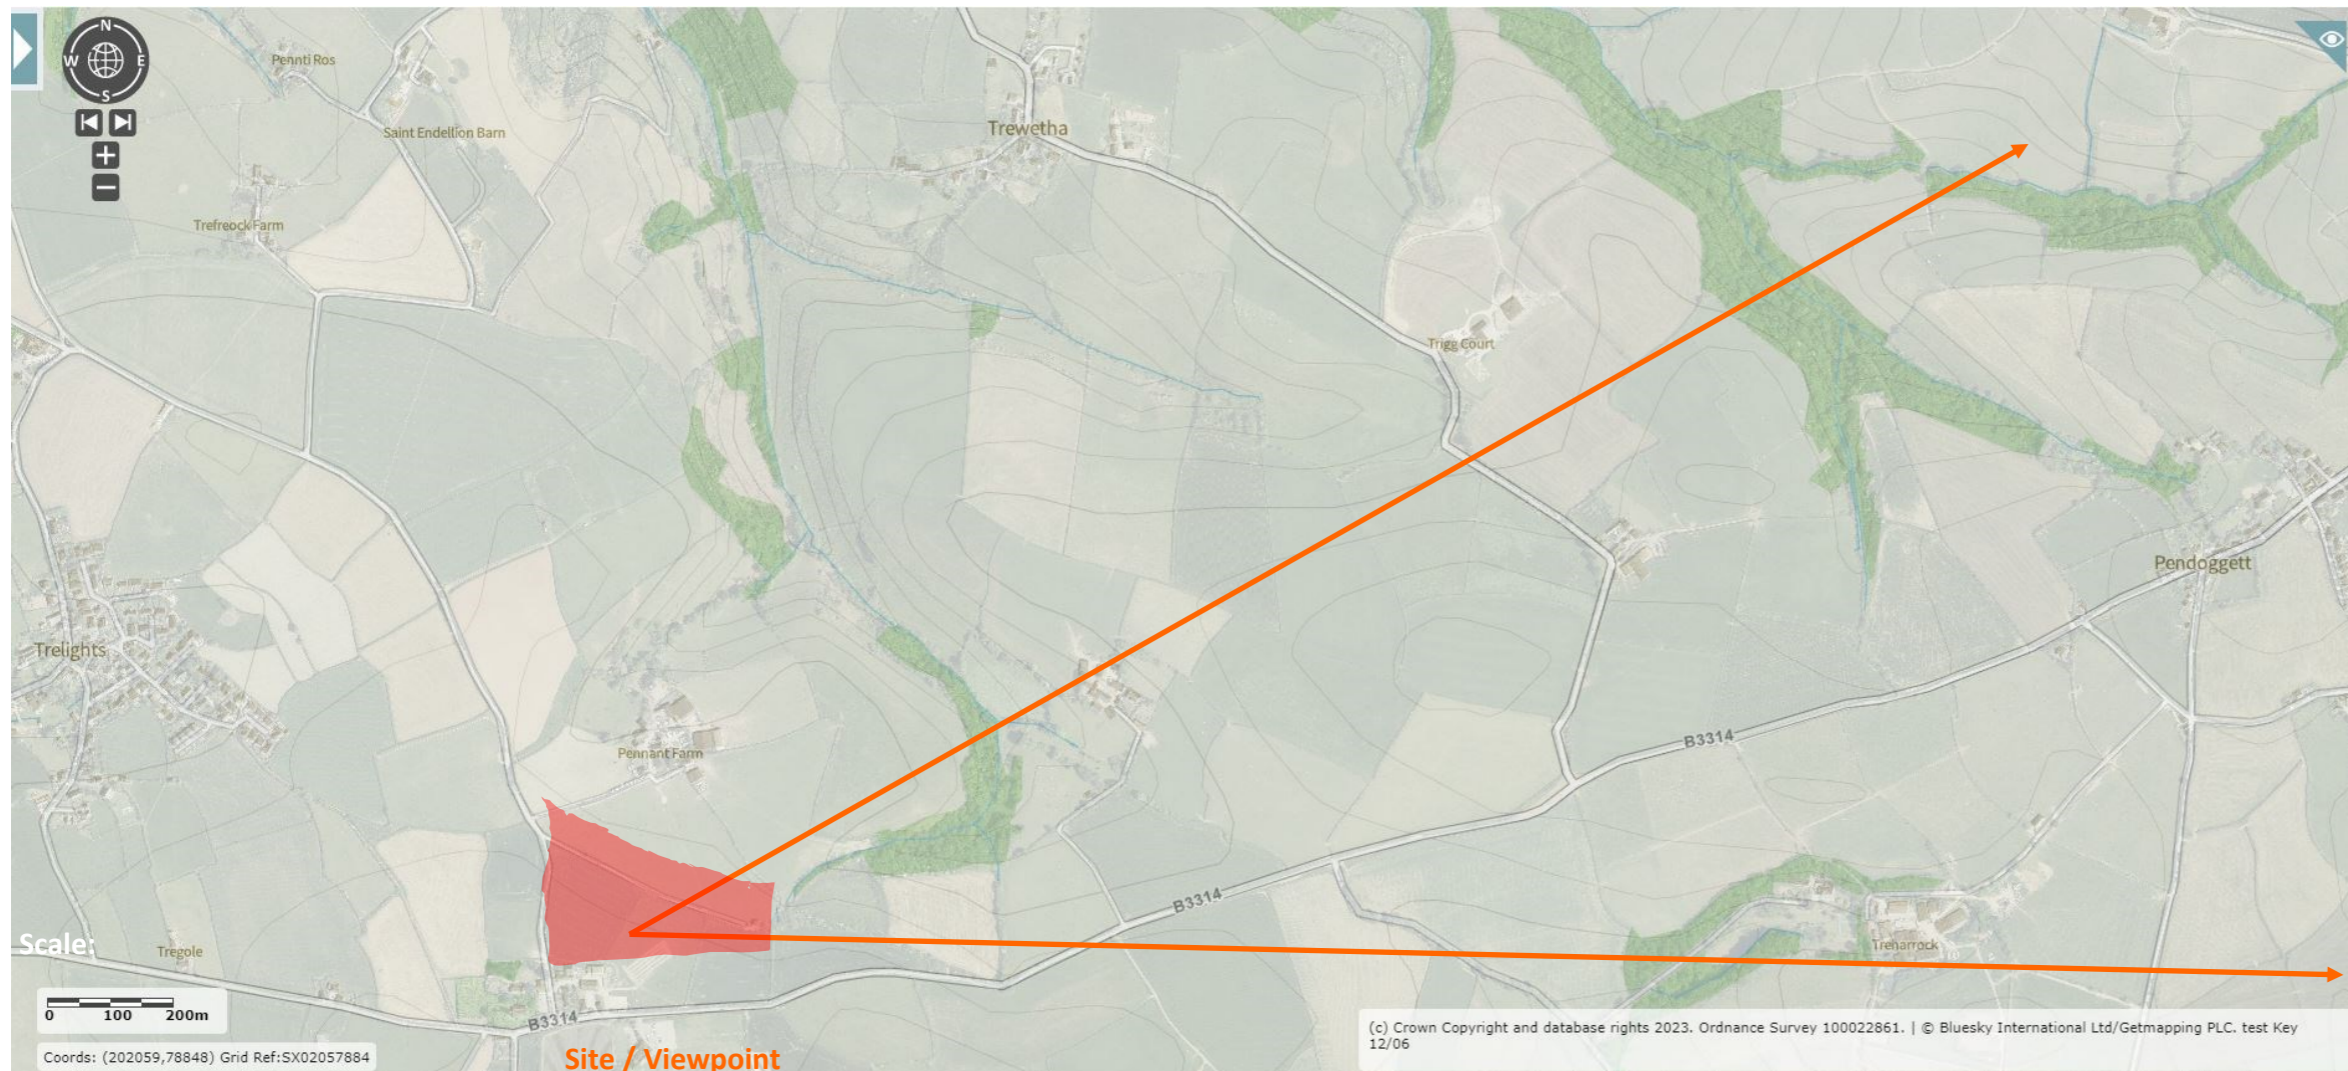 N
W
E
S
Pennti Ros
Saint Endellion Barn
Trewetha
Trefreock Farm
Trigg Court
Pendoggett
Trelights
B3314
Pennant Farm
B3314
Scale:
Tregole
Treharrock
0 100 200m
B3314
(c) Crown Copyright and database rights 2023. Ordnance Survey 100022861. | © Bluesky International Ltd/Getmapping PLC. test Key
12/06
Coords: (202059,78848) Grid Ref:SX02057884
Site / Viewpoint